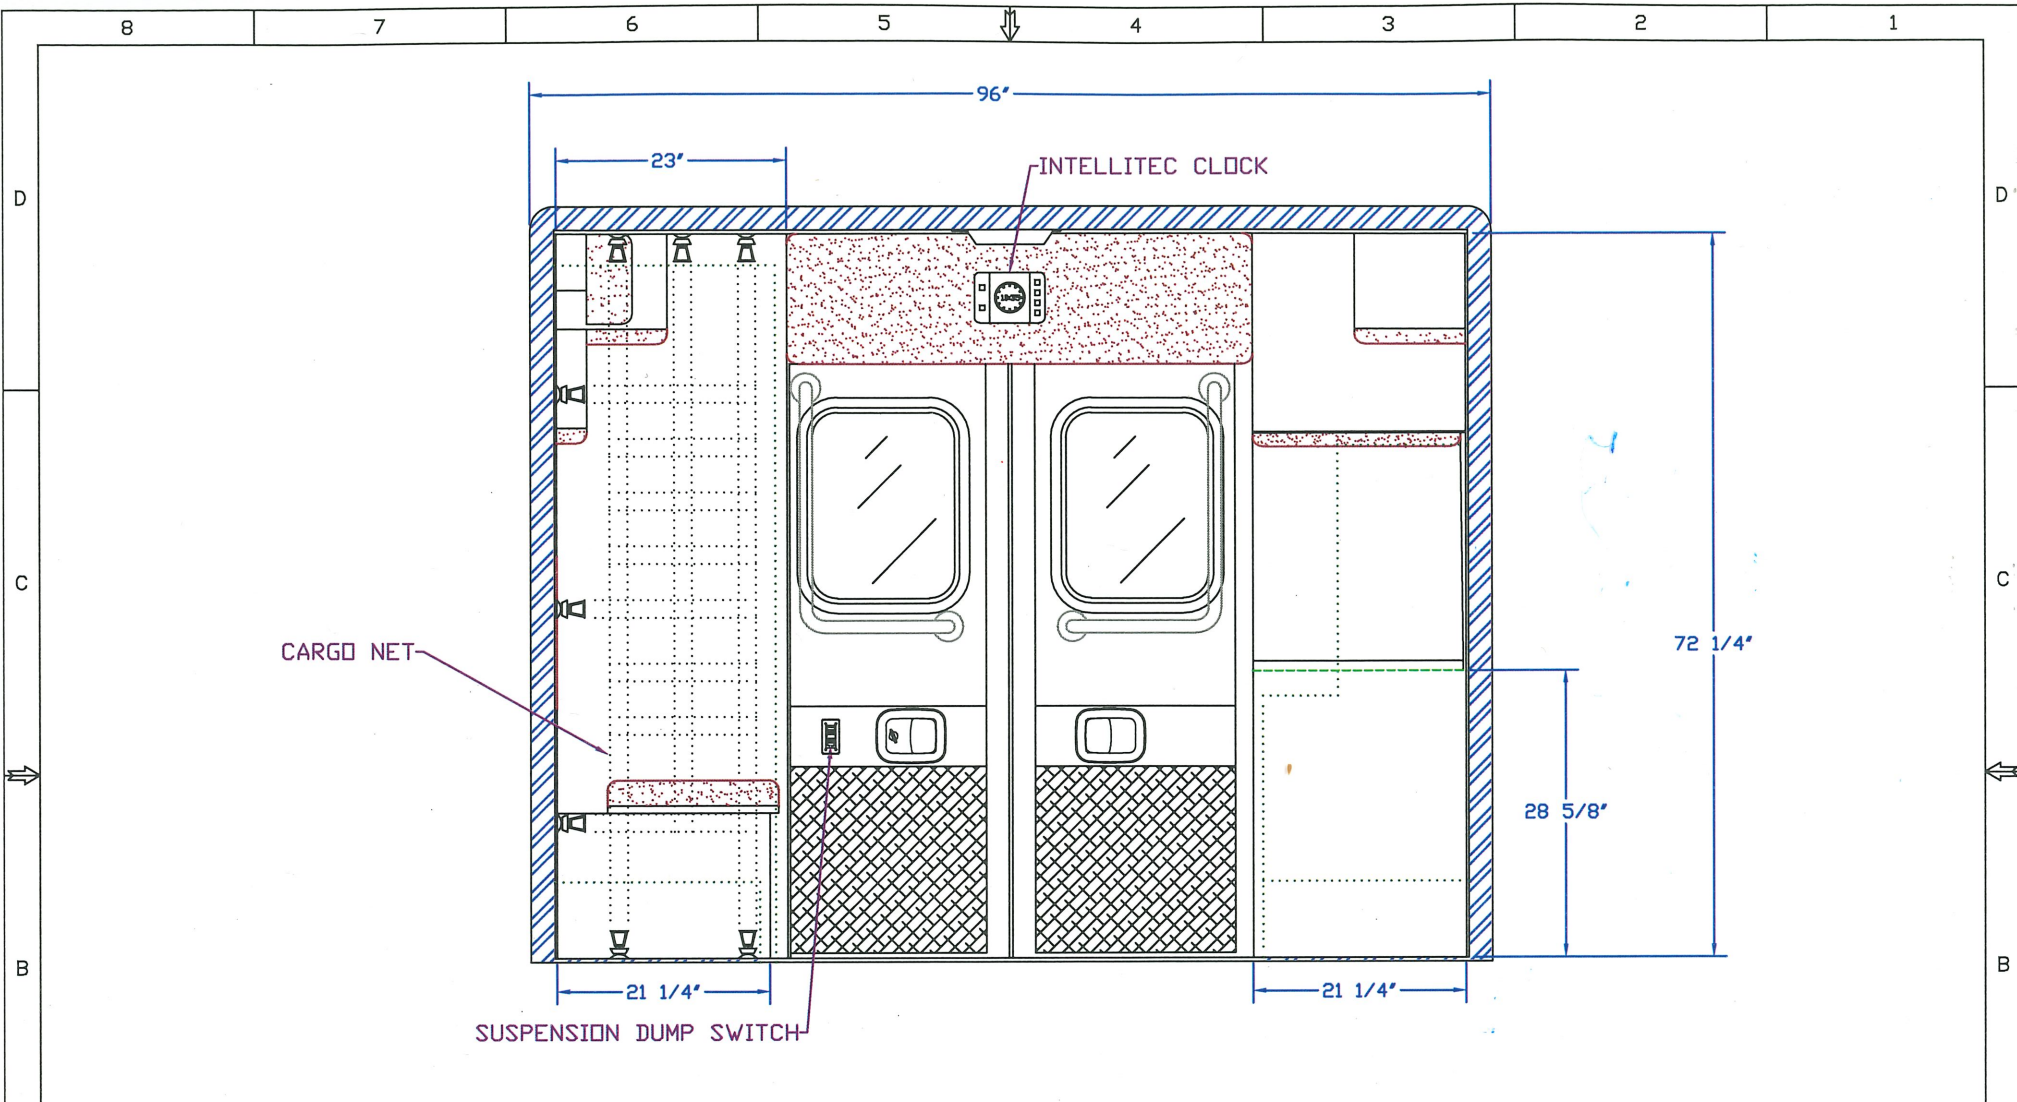 8 7 6 5 4 3 2 1
96"
23"
INTELLITEC CLOCK
D D
C C
CARGO NET
72 1/4"
28 5/8"
B B
21 1/4" 21 1/4"
SUSPENSION DUMP SWITCH